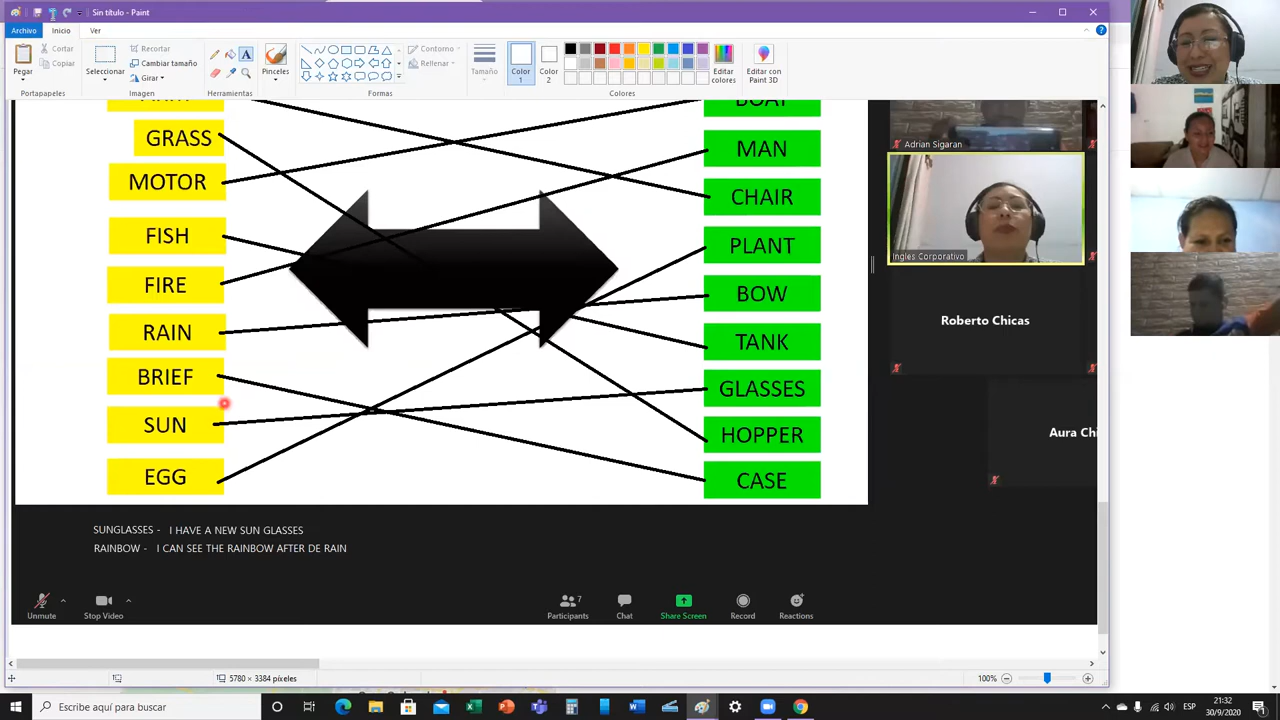 Sin título - Paint
Archivo Inicio Ver
Pegar
Cortar
Copiar
Portapapeles
Seleccionar
Recortar
Cambiar tamaño
Girar
Imagen
Herramientas
Pinceles
Contorno
Rellenar
Formas
Tamaño
Color 1
Color 2
Editar colores
Editar con Paint 3D
Colores
BOAT
GRASS
MAN
MOTOR
CHAIR
FISH
PLANT
FIRE
BOW
RAIN
TANK
BRIEF
GLASSES
SUN
HOPPER
EGG
CASE
Adrian Sigaran
Ingles Corporativo
Roberto Chicas
Aura Chi
SUNGLASSES - I HAVE A NEW SUN GLASSES
RAINBOW - I CAN SEE THE RAINBOW AFTER DE RAIN
Unmute
Stop Video
7
Participants
Chat
Share Screen
Record
Reactions
5780 × 3384 píxeles
100%
Escribe aquí para buscar
ESP
21:32
30/9/2020